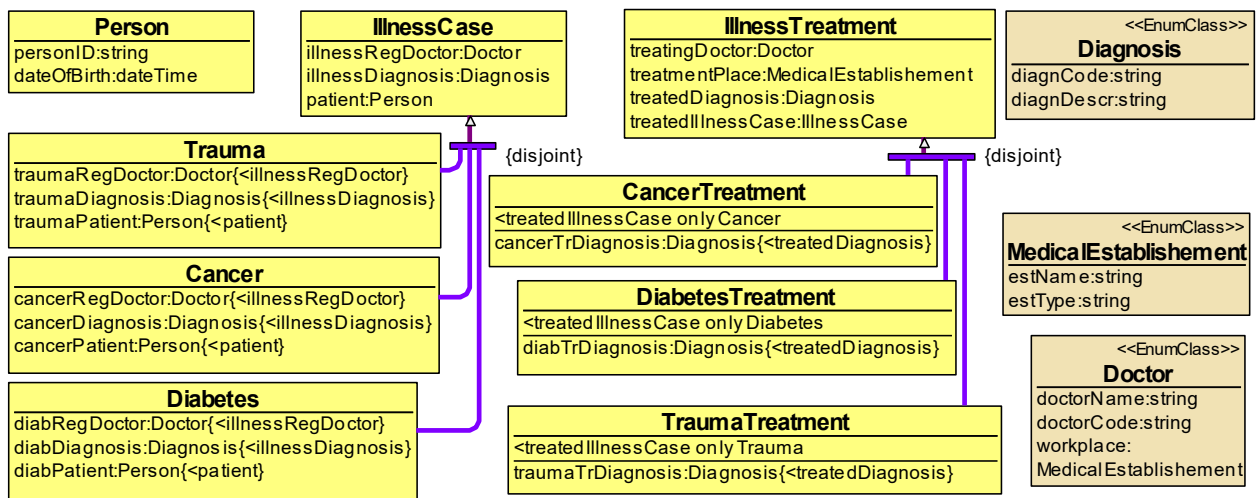 Person
personID:string
dateOfBirth:dateTime
IllnessCase
illnessRegDoctor:Doctor
illnessDiagnosis:Diagnosis
patient:Person
IllnessTreatment
treatingDoctor:Doctor
treatmentPlace:MedicalEstablishement
treatedDiagnosis:Diagnosis
treatedIllnessCase:IllnessCase
<<EnumClass>>
Diagnosis
diagnCode:string
diagnDescr:string
{disjoint}
{disjoint}
Trauma
traumaRegDoctor:Doctor{<illnessRegDoctor}
traumaDiagnosis:Diagnosis{<illnessDiagnosis}
traumaPatient:Person{<patient}
CancerTreatment
<treatedIllnessCase only Cancer
cancerTrDiagnosis:Diagnosis{<treatedDiagnosis}
<<EnumClass>>
MedicalEstablishement
estName:string
estType:string
Cancer
cancerRegDoctor:Doctor{<illnessRegDoctor}
cancerDiagnosis:Diagnosis{<illnessDiagnosis}
cancerPatient:Person{<patient}
DiabetesTreatment
<treatedIllnessCase only Diabetes
diabTrDiagnosis:Diagnosis{<treatedDiagnosis}
<<EnumClass>>
Doctor
doctorName:string
doctorCode:string
workplace:
MedicalEstablishement
Diabetes
diabRegDoctor:Doctor{<illnessRegDoctor}
diabDiagnosis:Diagnosis{<illnessDiagnosis}
diabPatient:Person{<patient}
TraumaTreatment
<treatedIllnessCase only Trauma
traumaTrDiagnosis:Diagnosis{<treatedDiagnosis}